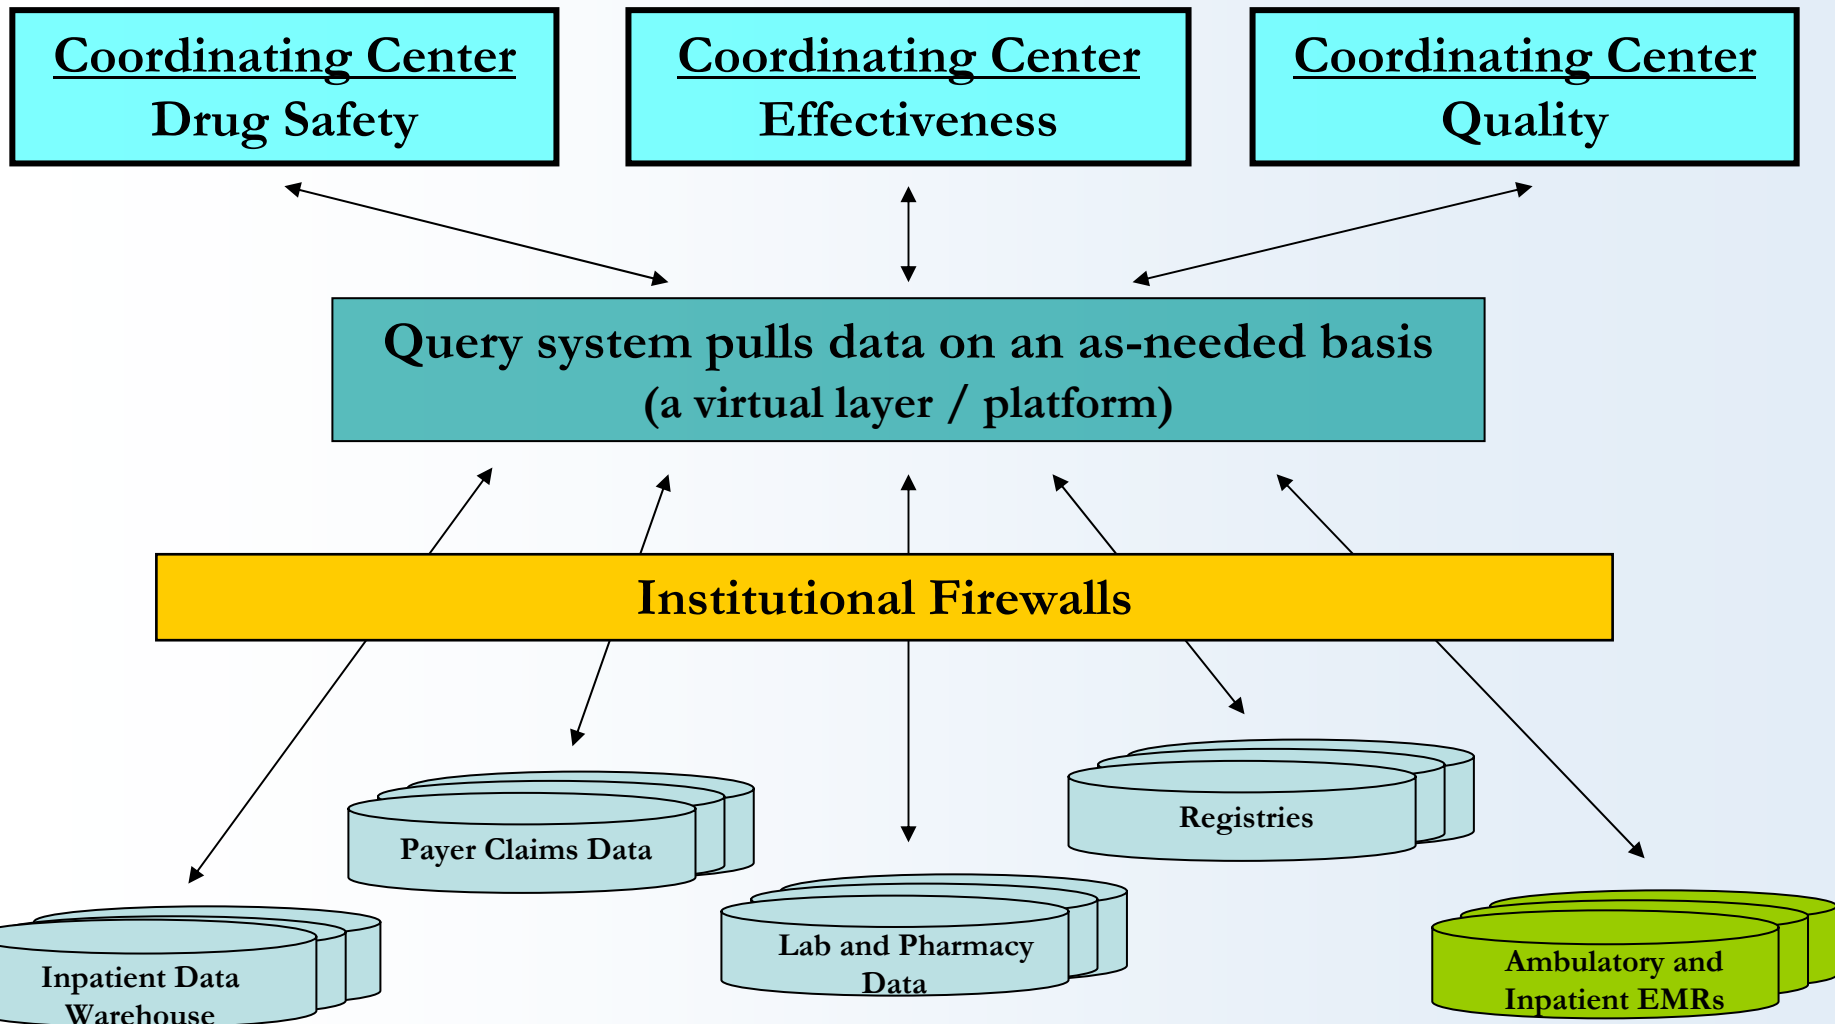 Coordinating Center
Drug Safety
Coordinating Center
Effectiveness
Coordinating Center
Quality
Query system pulls data on an as-needed basis
(a virtual layer / platform)
Institutional Firewalls
Payer Claims Data
Registries
Inpatient Data
Warehouse
Lab and Pharmacy
Data
Ambulatory and
Inpatient EMRs